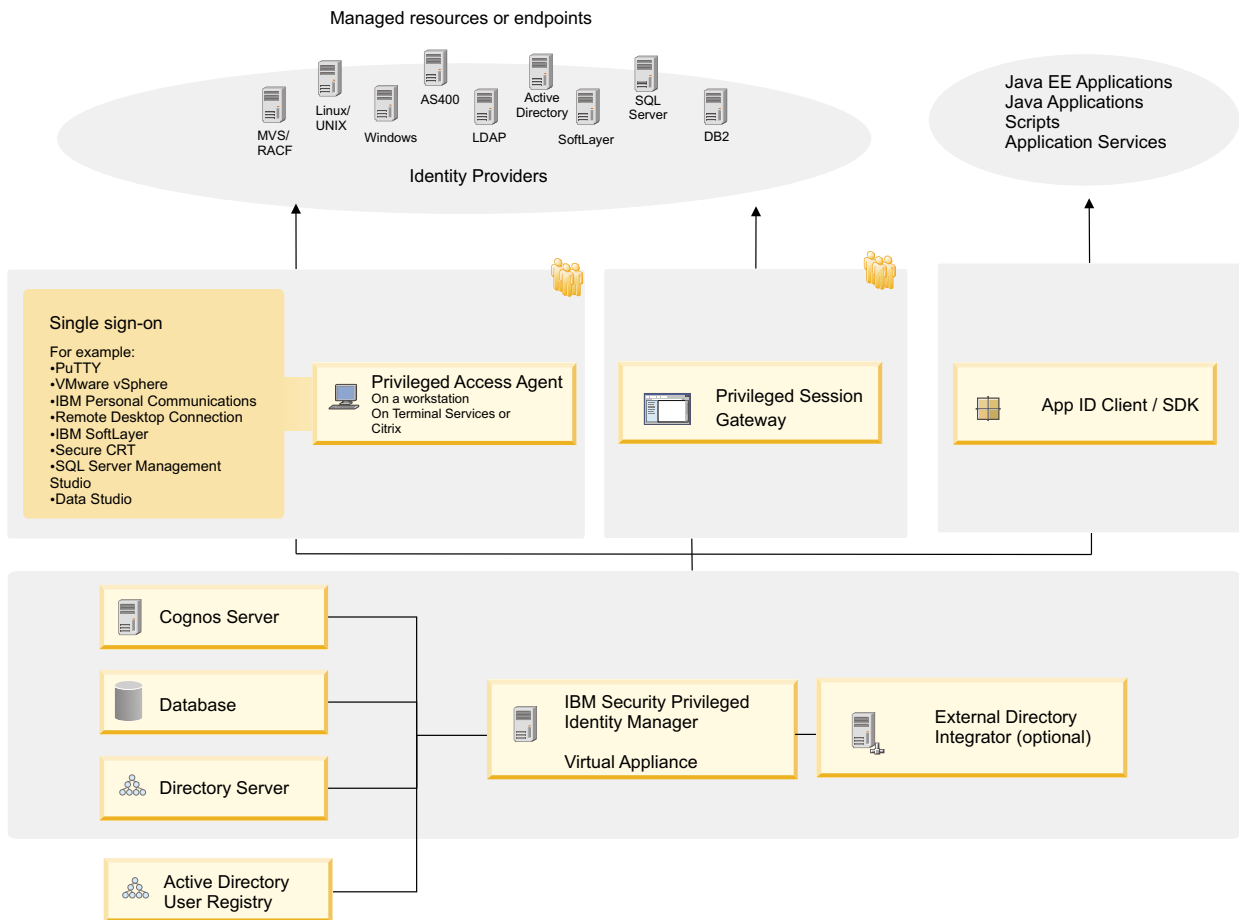 Managed resources or endpoints
MVS/
RACF
Linux/
UNIX
Windows
AS400
LDAP
Active
Directory
SoftLayer
SQL
Server
DB2
Identity Providers
Java EE Applications
Java Applications
Scripts
Application Services
Single sign-on
For example:
•PuTTY
•VMware vSphere
•IBM Personal Communications
•Remote Desktop Connection
•IBM SoftLayer
•Secure CRT
•SQL Server Management
Studio
•Data Studio
Privileged Access Agent
On a workstation
On Terminal Services or
Citrix
Privileged Session
Gateway
App ID Client / SDK
Cognos Server
Database
Directory Server
Active Directory
User Registry
IBM Security Privileged
Identity Manager
Virtual Appliance
External Directory
Integrator (optional)